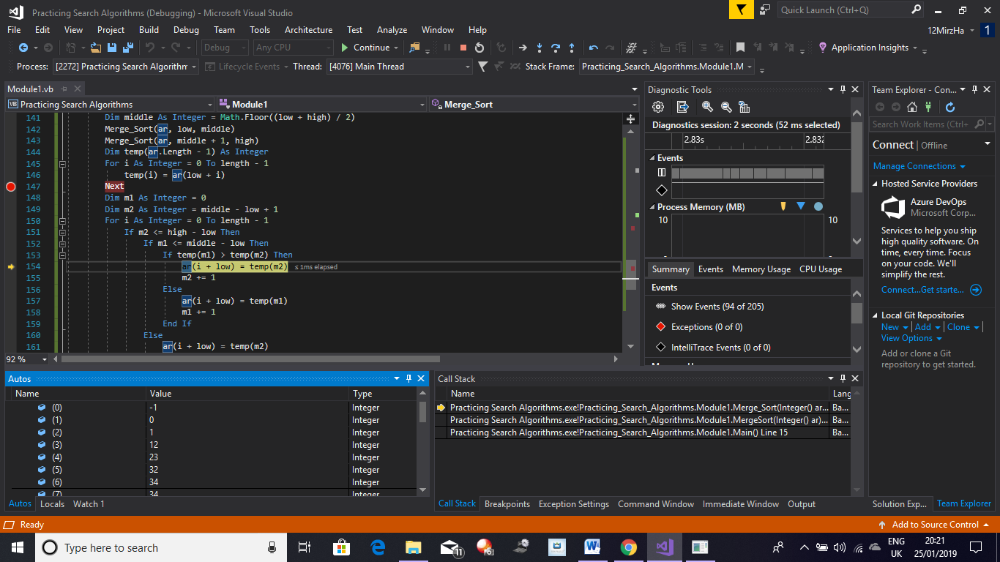 Practicing Search Algorithms (Debugging) - Microsoft Visual Studio
Quick Launch (Ctrl+Q)
File Edit View Project Build Debug Team Tools Architecture Test Analyze Window Help
12MirzHa 1
Debug Any CPU Continue Application Insights
Process: [2272] Practicing Search Algorithm Lifecycle Events Thread: [4076] Main Thread Stack Frame: Practicing_Search_Algorithms.Module1.M
Module1.vb
VB Practicing Search Algorithms Module1 Merge_Sort
141 Dim middle As Integer = Math.Floor((low + high) / 2)
142 Merge_Sort(ar, low, middle)
143 Merge_Sort(ar, middle + 1, high)
144 Dim temp(ar.Length - 1) As Integer
145 For i As Integer = 0 To length - 1
146 temp(i) = ar(low + i)
147 Next
148 Dim m1 As Integer = 0
149 Dim m2 As Integer = middle - low + 1
150 For i As Integer = 0 To length - 1
151 If m2 <= high - low Then
152 If m1 <= middle - low Then
153 If temp(m1) > temp(m2) Then
154 ar(i + low) = temp(m2) ≤ 1ms elapsed
155 m2 += 1
156 Else
157 ar(i + low) = temp(m1)
158 m1 += 1
159 End If
160 Else
161 ar(i + low) = temp(m2)
92 %
Diagnostic Tools
Diagnostics session: 2 seconds (52 ms selected)
2.83s 2.832
Events
Process Memory (MB)
10 10
Summary Events Memory Usage CPU Usage
Events
Show Events (94 of 205)
Exceptions (0 of 0)
IntelliTrace Events (0 of 0)
Team Explorer - Con...
Search Work Items (Ctrl+
Connect | Offline
Manage Connections
Hosted Service Providers
Azure DevOps
Microsoft Corp...
Services to help you ship
high quality software. On
time, every time. Focus
on your code. We'll
simplify the rest.
Connect...Get starte...
Local Git Repositories
New | Add | Clone |
View Options
Add or clone a Git
repository to get started.
Solution Exp... Team Explorer
Autos
Name Value Type
(0) -1 Integer
(1) 0 Integer
(2) 1 Integer
(3) 12 Integer
(4) 23 Integer
(5) 32 Integer
(6) 34 Integer
(7) 34 Integer
Autos Locals Watch 1
Call Stack
Name Lang
Practicing Search Algorithms.exe!Practicing_Search_Algorithms.Module1.Merge_Sort(Integer() ar)... Ba...
Practicing Search Algorithms.exe!Practicing_Search_Algorithms.Module1.MergeSort(Integer() ar)... Ba...
Practicing Search Algorithms.exe!Practicing_Search_Algorithms.Module1.Main() Line 15 Ba...
Call Stack Breakpoints Exception Settings Command Window Immediate Window Output
Ready
Add to Source Control
Type here to search
11
ENG
UK
20:21
25/01/2019